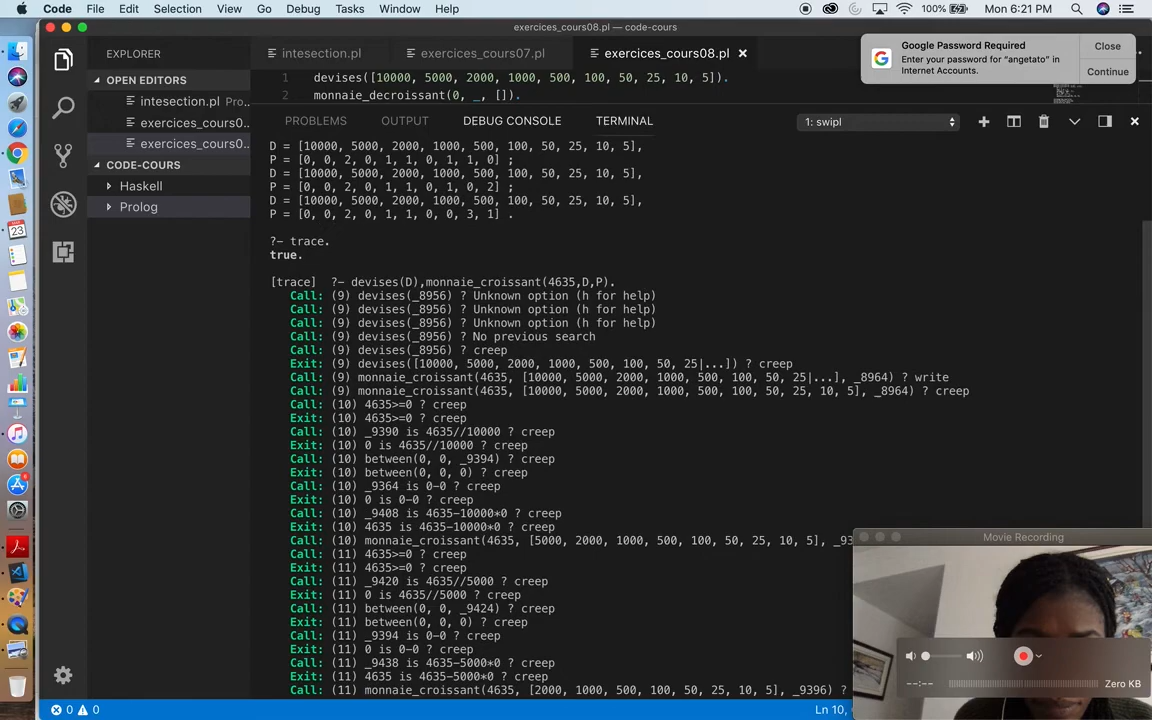 Code File Edit Selection View Go Debug Tasks Window Help 100% Mon 6:21 PM
exercices_cours08.pl — code-cours
EXPLORER
intesection.pl exercices_cours07.pl exercices_cours08.pl
Google Password Required
Enter your password for “angetato” in
Internet Accounts.
Close
Continue
OPEN EDITORS
intesection.pl Pro...
exercices_cours0...
exercices_cours0...
CODE-COURS
Haskell
Prolog
1 devises([10000, 5000, 2000, 1000, 500, 100, 50, 25, 10, 5]).
2 monnaie_decroissant(0, _, []).
PROBLEMS OUTPUT DEBUG CONSOLE TERMINAL 1: swipl
D = [10000, 5000, 2000, 1000, 500, 100, 50, 25, 10, 5],
P = [0, 0, 2, 0, 1, 1, 0, 1, 1, 0] ;
D = [10000, 5000, 2000, 1000, 500, 100, 50, 25, 10, 5],
P = [0, 0, 2, 0, 1, 1, 0, 1, 0, 2] ;
D = [10000, 5000, 2000, 1000, 500, 100, 50, 25, 10, 5],
P = [0, 0, 2, 0, 1, 1, 0, 0, 3, 1] .
?- trace.
true.
[trace]  ?- devises(D),monnaie_croissant(4635,D,P).
Call: (9) devises(_8956) ? Unknown option (h for help)
Call: (9) devises(_8956) ? Unknown option (h for help)
Call: (9) devises(_8956) ? Unknown option (h for help)
Call: (9) devises(_8956) ? No previous search
Call: (9) devises(_8956) ? creep
Exit: (9) devises([10000, 5000, 2000, 1000, 500, 100, 50, 25|...]) ? creep
Call: (9) monnaie_croissant(4635, [10000, 5000, 2000, 1000, 500, 100, 50, 25|...], _8964) ? write
Call: (9) monnaie_croissant(4635, [10000, 5000, 2000, 1000, 500, 100, 50, 25, 10, 5], _8964) ? creep
Call: (10) 4635>=0 ? creep
Exit: (10) 4635>=0 ? creep
Call: (10) _9390 is 4635//10000 ? creep
Exit: (10) 0 is 4635//10000 ? creep
Call: (10) between(0, 0, _9394) ? creep
Exit: (10) between(0, 0, 0) ? creep
Call: (10) _9364 is 0-0 ? creep
Exit: (10) 0 is 0-0 ? creep
Call: (10) _9408 is 4635-10000*0 ? creep
Exit: (10) 4635 is 4635-10000*0 ? creep
Call: (10) monnaie_croissant(4635, [5000, 2000, 1000, 500, 100, 50, 25, 10, 5], _93
Call: (11) 4635>=0 ? creep
Exit: (11) 4635>=0 ? creep
Call: (11) _9420 is 4635//5000 ? creep
Exit: (11) 0 is 4635//5000 ? creep
Call: (11) between(0, 0, _9424) ? creep
Exit: (11) between(0, 0, 0) ? creep
Call: (11) _9394 is 0-0 ? creep
Exit: (11) 0 is 0-0 ? creep
Call: (11) _9438 is 4635-5000*0 ? creep
Exit: (11) 4635 is 4635-5000*0 ? creep
Call: (11) monnaie_croissant(4635, [2000, 1000, 500, 100, 50, 25, 10, 5], _9396) ?
Movie Recording
--:-- Zero KB
0 0 Ln 10,